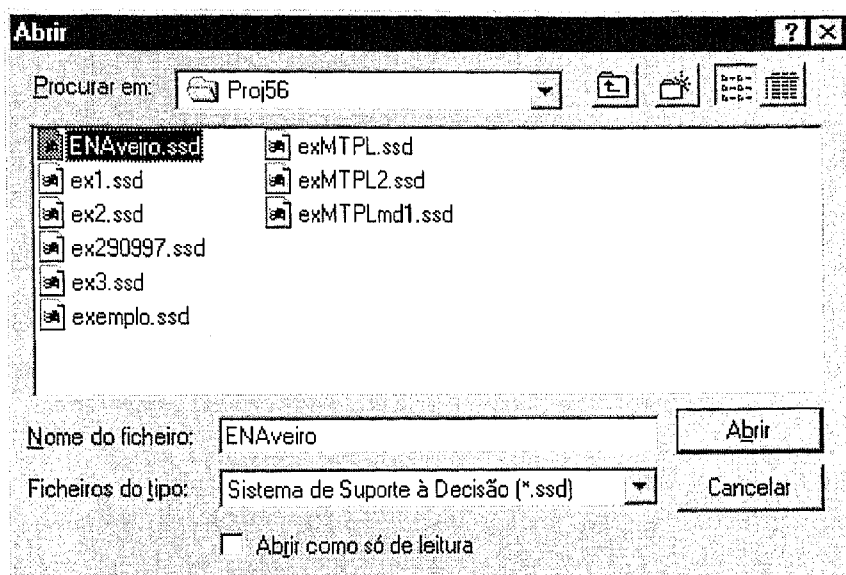 Abrir
Procurar em: Proj56
ENAveiro.ssd exMTPL.ssd
ex1.ssd exMTPL2.ssd
ex2.ssd exMTPLmd1.ssd
ex290997.ssd
ex3.ssd
exemplo.ssd
Nome do ficheiro: ENAveiro Abrir
Ficheiros do tipo: Sistema de Suporte à Decisão (*.ssd) Cancelar
Abrir como só de leitura